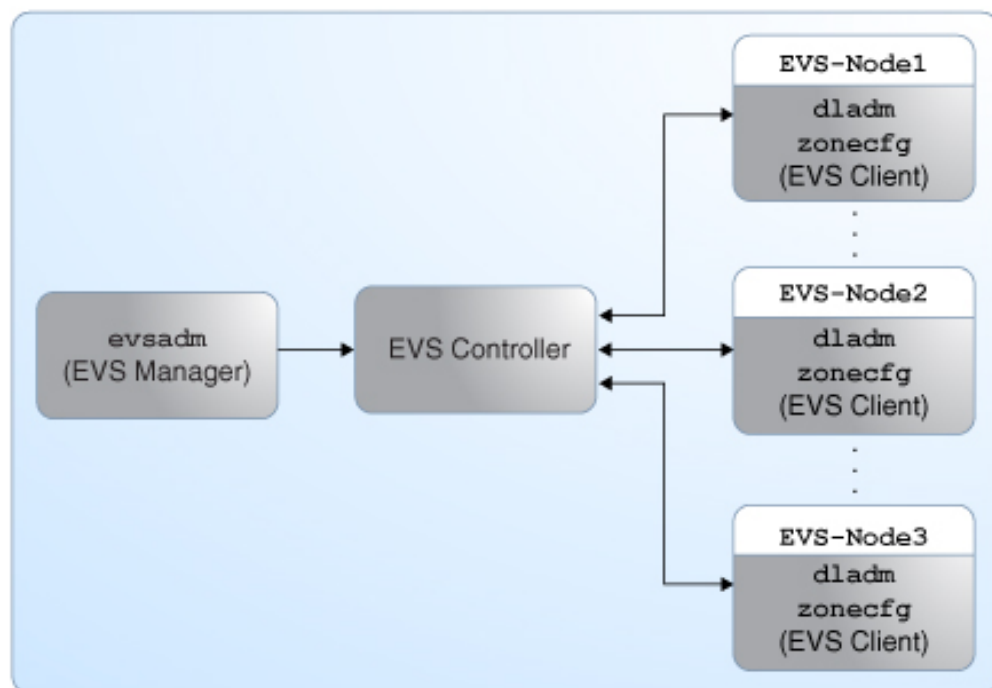 EVS-Node1
dladm
zonecfg
(EVS Client)
evsadm
(EVS Manager)
EVS Controller
EVS-Node2
dladm
zonecfg
(EVS Client)
EVS-Node3
dladm
zonecfg
(EVS Client)